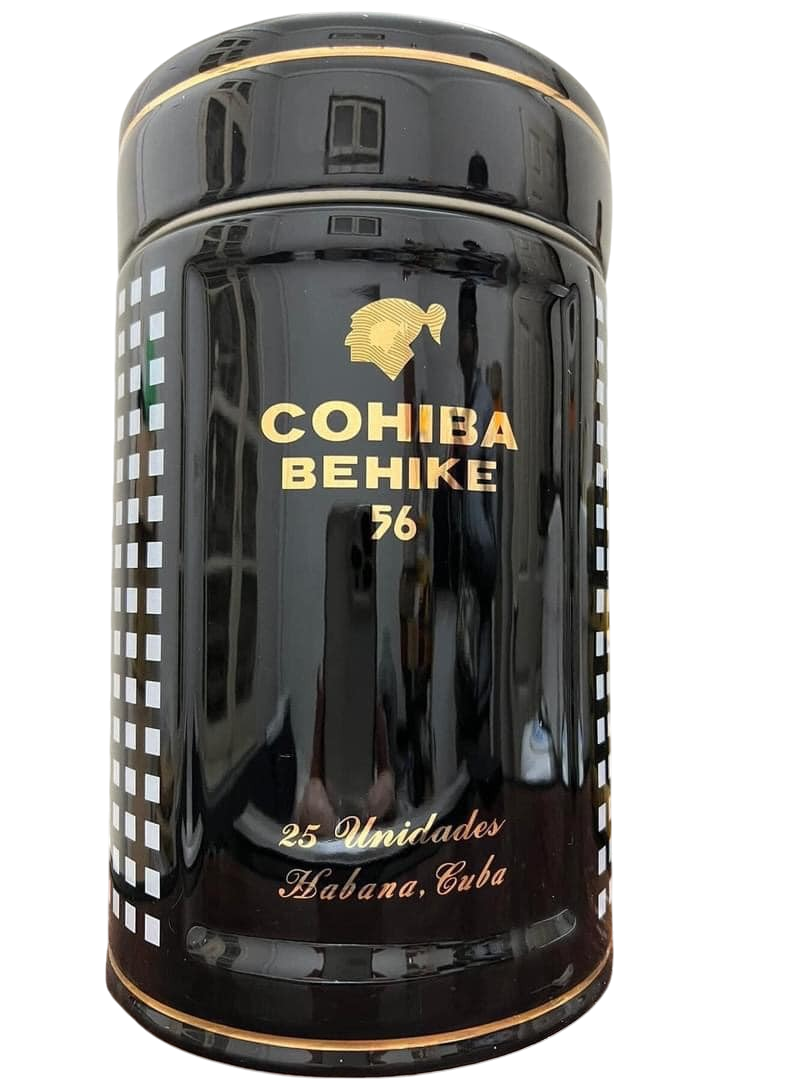 COHIBA
BEHIKE
56
25 Unidades
Habana, Cuba